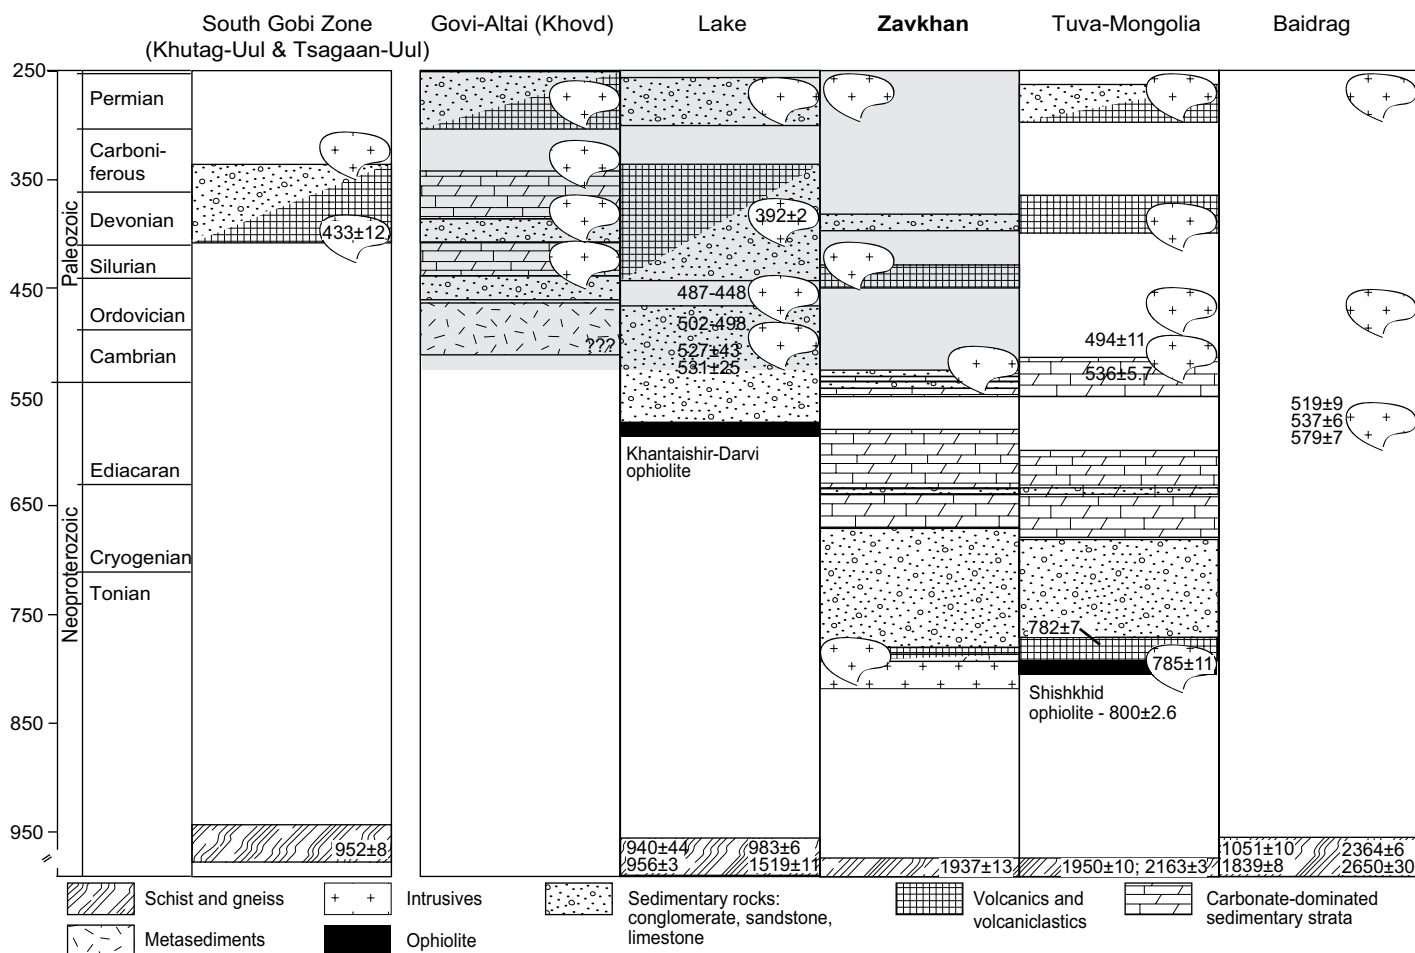 South Gobi Zone
(Khutag-Uul & Tsagaan-Uul)
Govi-Altai (Khovd)
Lake
Zavkhan
Tuva-Mongolia
Baidrag
250
350
450
550
650
750
850
950
Paleozoic
Neoproterozoic
Permian
Carboni-
ferous
Devonian
Silurian
Ordovician
Cambrian
Ediacaran
Cryogenian
Tonian
433±12
952±8
???
392±2
487-448
502-498
527±43
531±25
Khantaishir-Darvi
ophiolite
940±44 983±6
956±3 1519±11
1937±13
494±11
536±5.7
782±7
785±11
Shishkhid
ophiolite - 800±2.6
1950±10; 2163±3
519±9
537±6
579±7
1051±10 2364±6
1839±8 2650±30
Schist and gneiss
Metasediments
Intrusives
Ophiolite
Sedimentary rocks:
conglomerate, sandstone,
limestone
Volcanics and
volcaniclastics
Carbonate-dominated
sedimentary strata